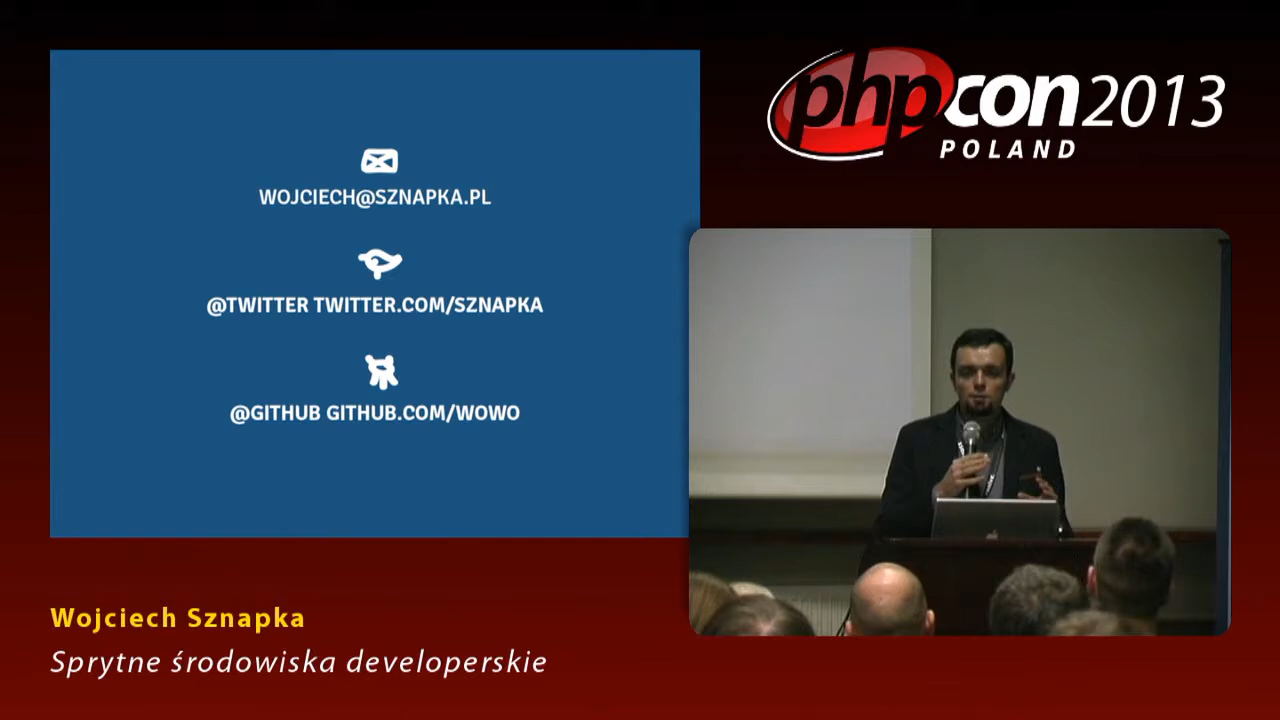 WOJCIECH@SZNAPKA.PL
@TWITTER TWITTER.COM/SZNAPKA
@GITHUB GITHUB.COM/WOWO
phpcon2013
POLAND
Wojciech Sznapka
Sprytne środowiska developerskie